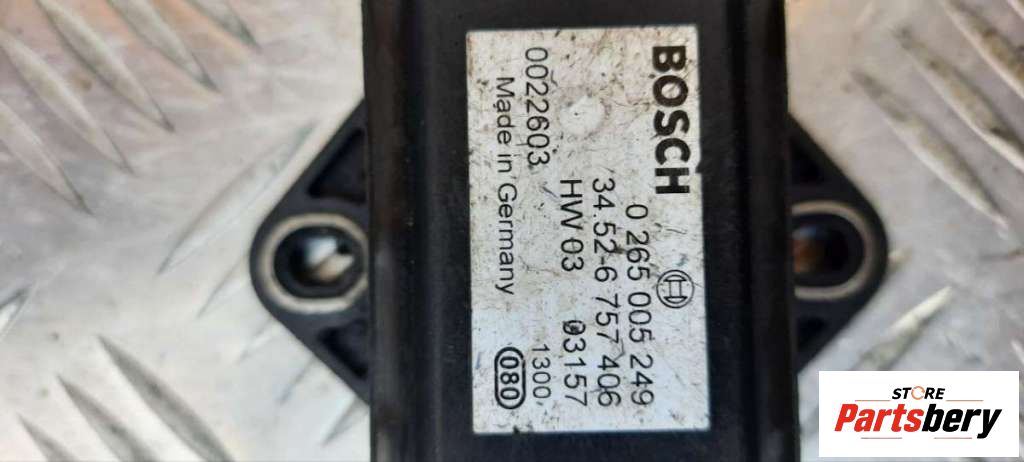 BOSCH
0 265 005 249
34.52-6 757 406
HW 03 03157
0022603 1300
Made in Germany 080
STORE
Partsbery